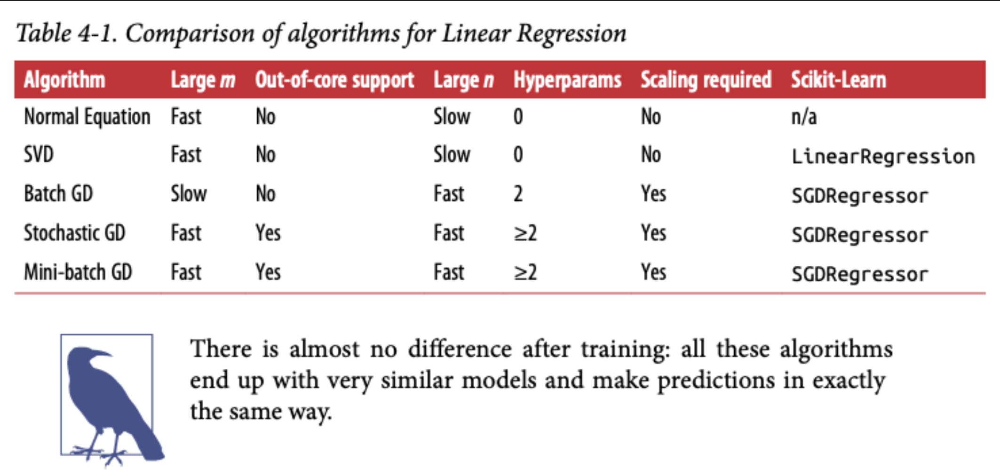 Table 4-1. Comparison of algorithms for Linear Regression
Algorithm Large m Out-of-core support Large n Hyperparams Scaling required Scikit-Learn
Normal Equation Fast No Slow 0 No n/a
SVD Fast No Slow 0 No LinearRegression
Batch GD Slow No Fast 2 Yes SGDRegressor
Stochastic GD Fast Yes Fast ≥2 Yes SGDRegressor
Mini-batch GD Fast Yes Fast ≥2 Yes SGDRegressor
There is almost no difference after training: all these algorithms
end up with very similar models and make predictions in exactly
the same way.